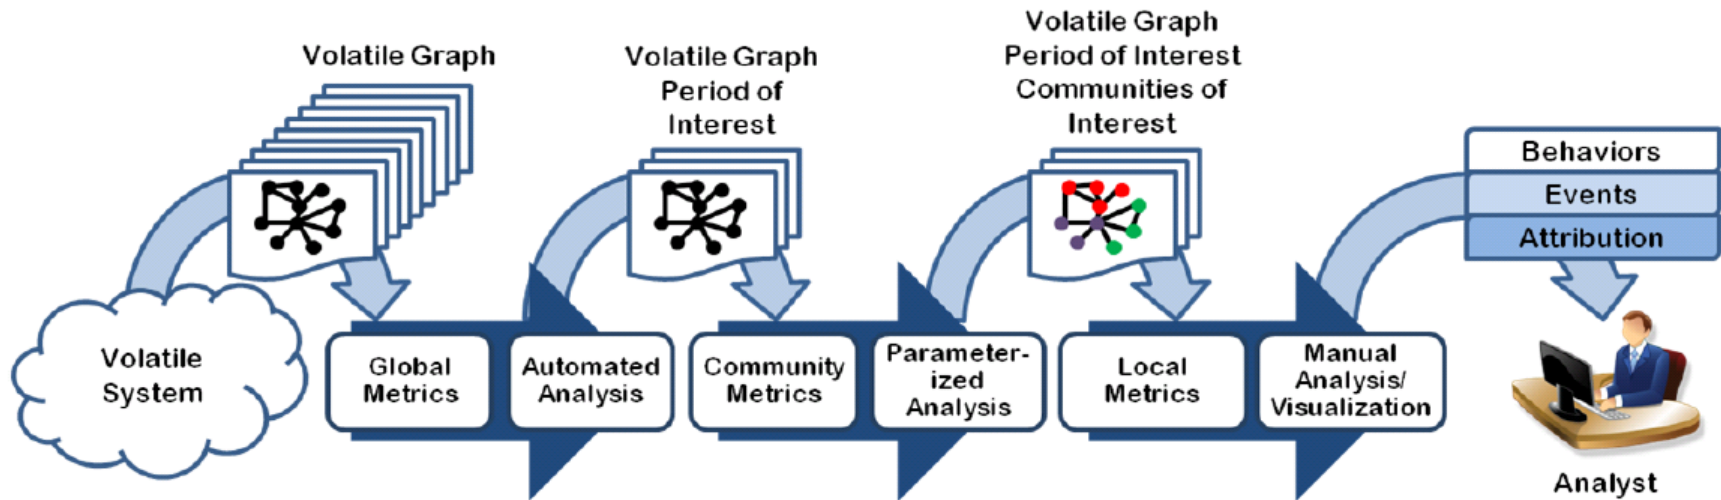 Volatile Graph
Volatile Graph
Period of
Interest
Volatile Graph
Period of Interest
Communities of
Interest
Behaviors
Events
Attribution
Volatile
System
Global
Metrics
Automated
Analysis
Community
Metrics
Parameter-
ized
Analysis
Local
Metrics
Manual
Analysis/
Visualization
Analyst